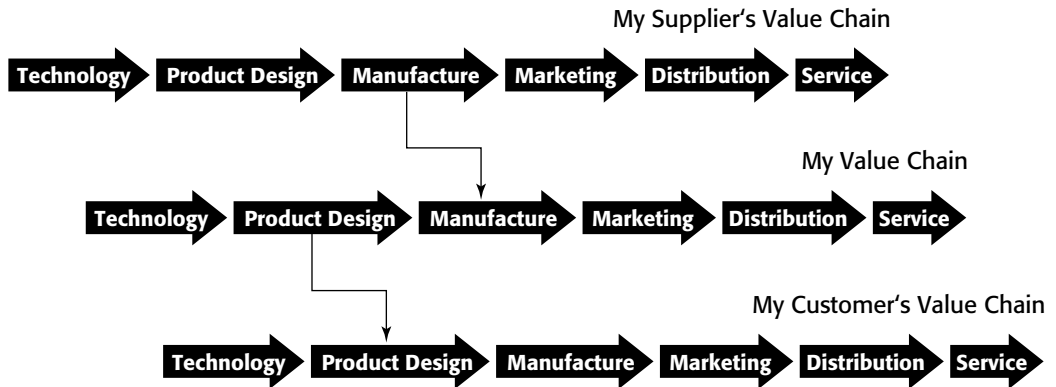 My Supplier‘s Value Chain
Technology Product Design Manufacture Marketing Distribution Service
My Value Chain
Technology Product Design Manufacture Marketing Distribution Service
My Customer‘s Value Chain
Technology Product Design Manufacture Marketing Distribution Service